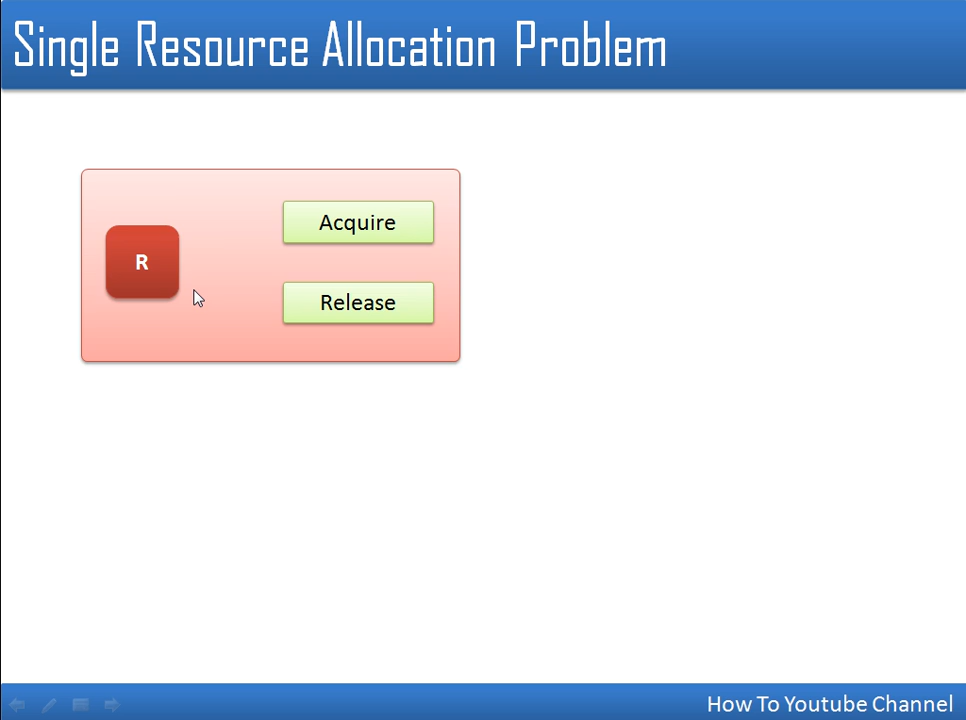 Single Resource Allocation Problem
Acquire
R
Release
How To Youtube Channel